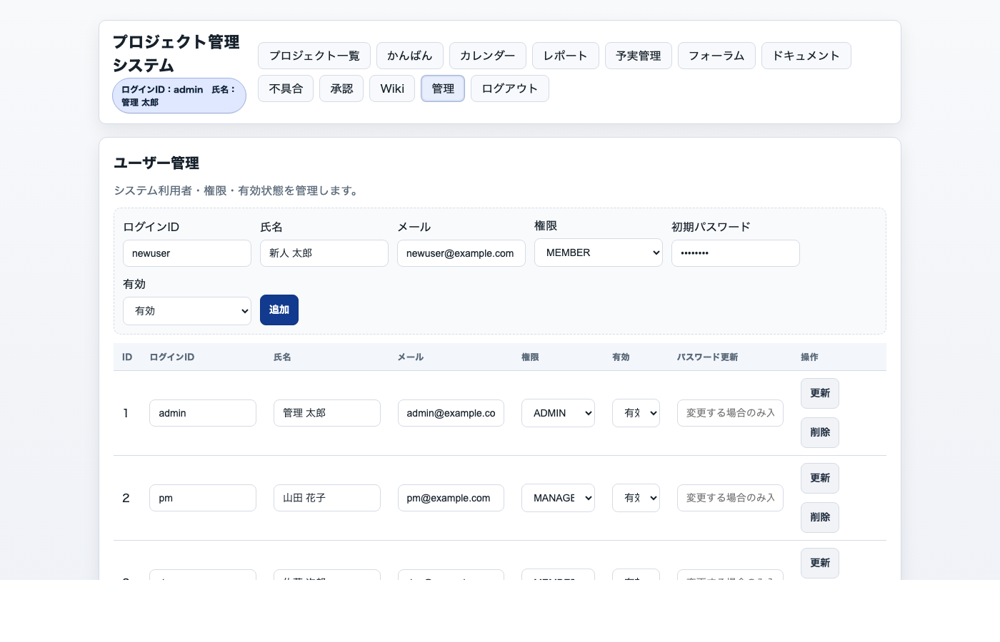 プロジェクト管理
システム
ログインID：admin 氏名：
管理 太郎
プロジェクト一覧 かんばん カレンダー レポート 予実管理 フォーラム ドキュメント
不具合 承認 Wiki 管理 ログアウト
ユーザー管理
システム利用者・権限・有効状態を管理します。
ログインID 氏名 メール 権限 初期パスワード
newuser 新人 太郎 newuser@example.com MEMBER ••••••••
有効
有効 追加
ID ログインID 氏名 メール 権限 有効 パスワード更新 操作
1 admin 管理 太郎 admin@example.co ADMIN 有効 変更する場合のみ入 更新
削除
2 pm 山田 花子 pm@example.com MANAGE 有効 変更する場合のみ入 更新
削除
更新